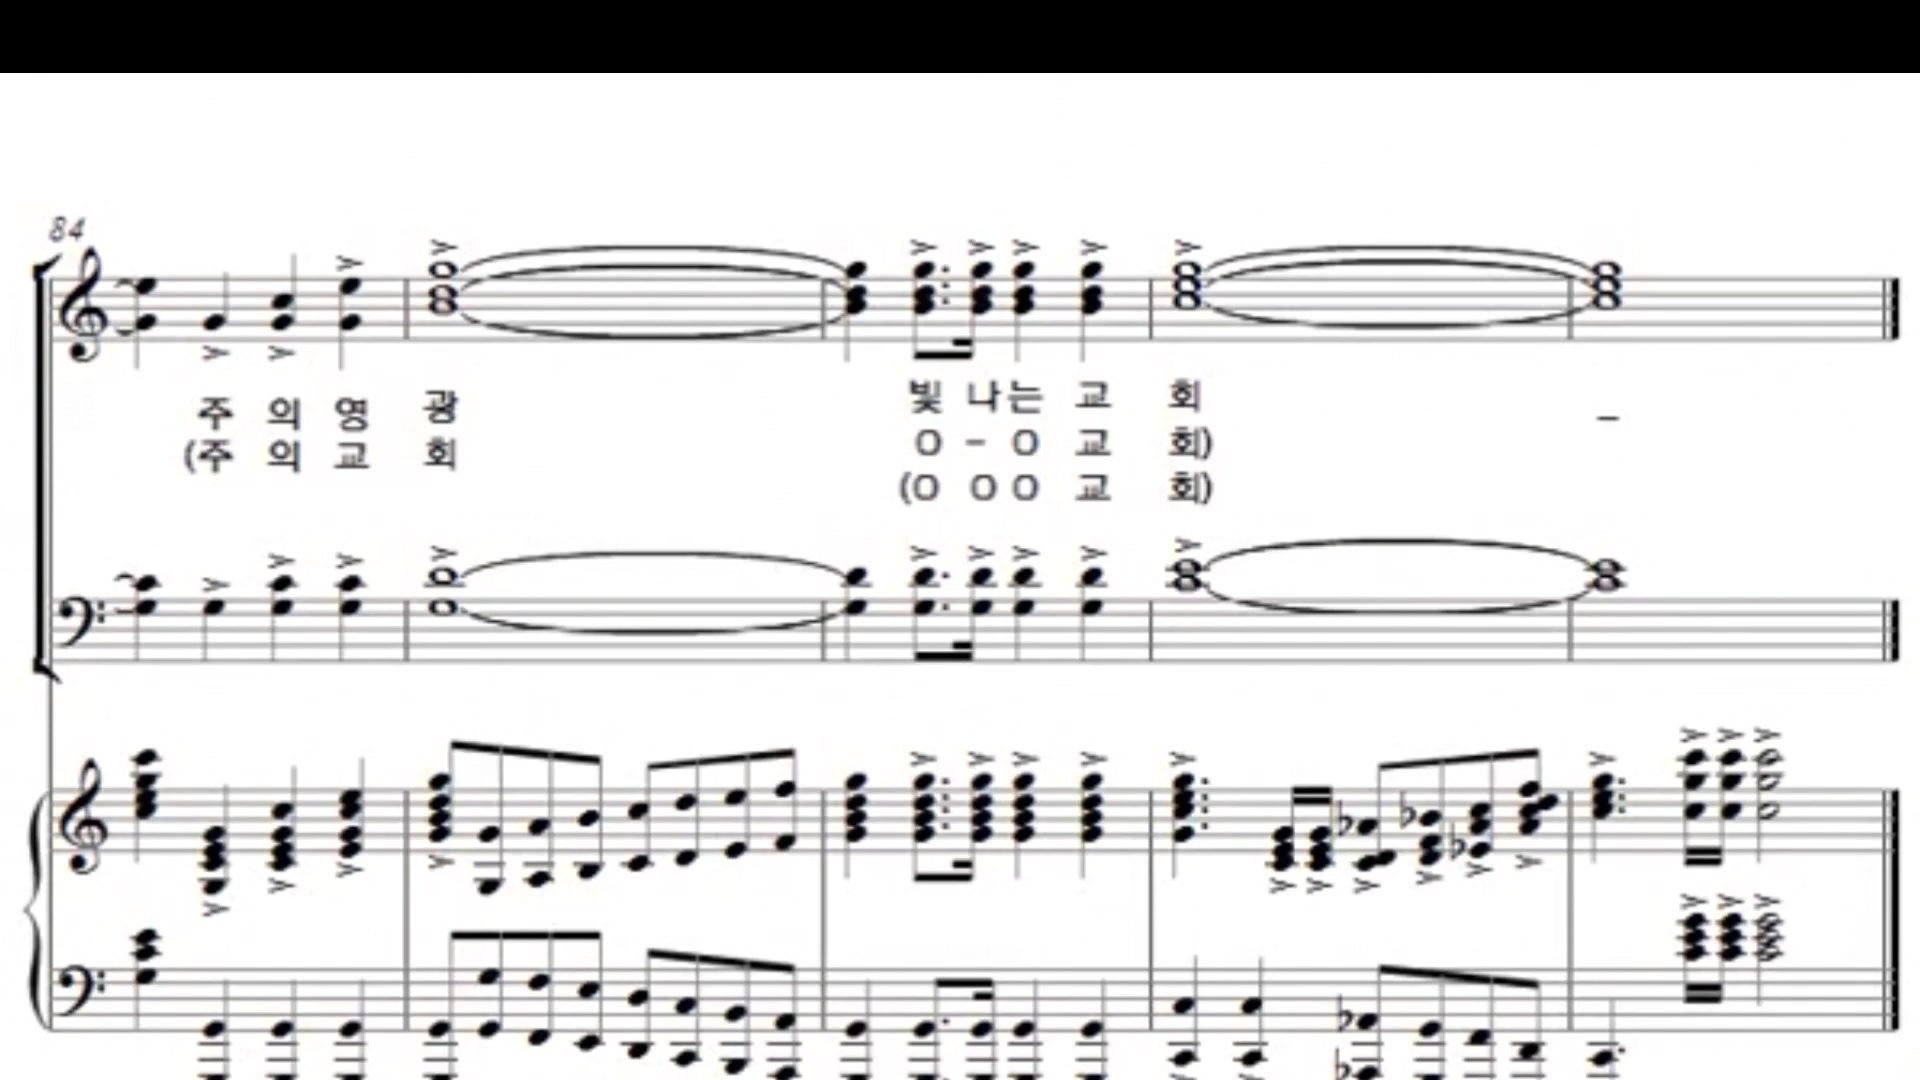 84
주 의 영 광 빛 나는 교 회 –
(주 의 교 회 O - O 교 회)
(O O O 교 회)